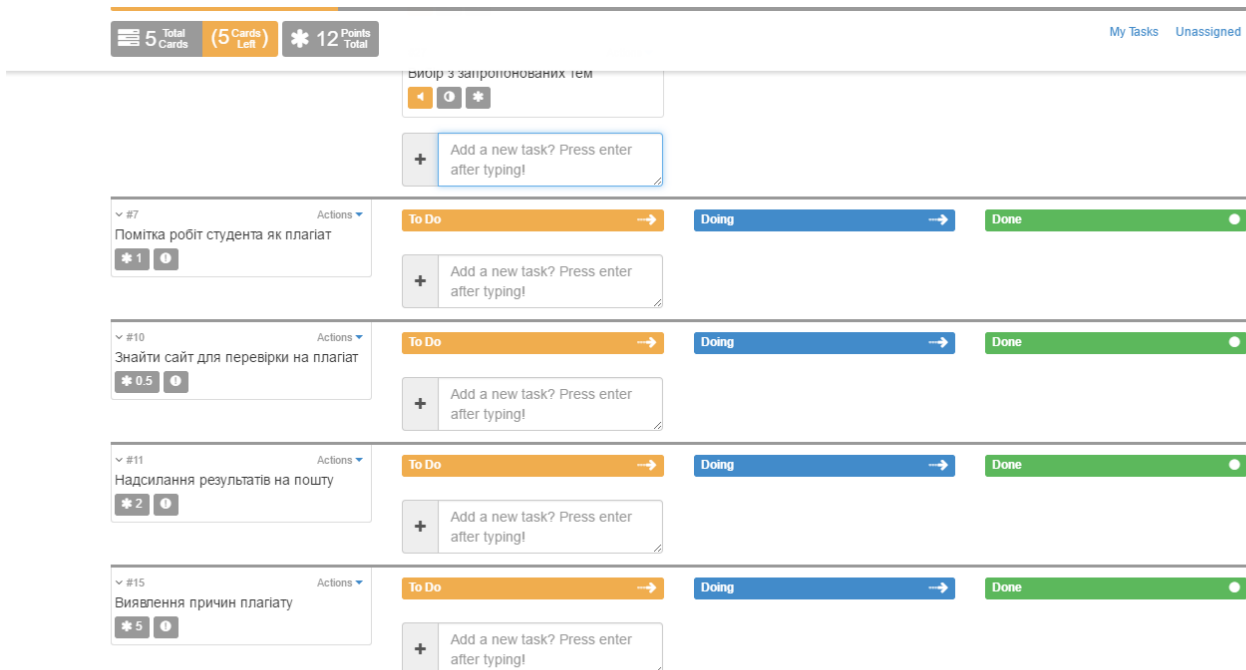 5 Total Cards (5 Cards Left) 12 Points Total My Tasks Unassigned
Вибір з запропонованих тем
Add a new task? Press enter
after typing!
#7 Actions To Do Doing Done
Помітка робіт студента як плагіат
1
Add a new task? Press enter
after typing!
#10 Actions To Do Doing Done
Знайти сайт для перевірки на плагіат
0.5
Add a new task? Press enter
after typing!
#11 Actions To Do Doing Done
Надсилання результатів на пошту
2
Add a new task? Press enter
after typing!
#15 Actions To Do Doing Done
Виявлення причин плагіату
5
Add a new task? Press enter
after typing!